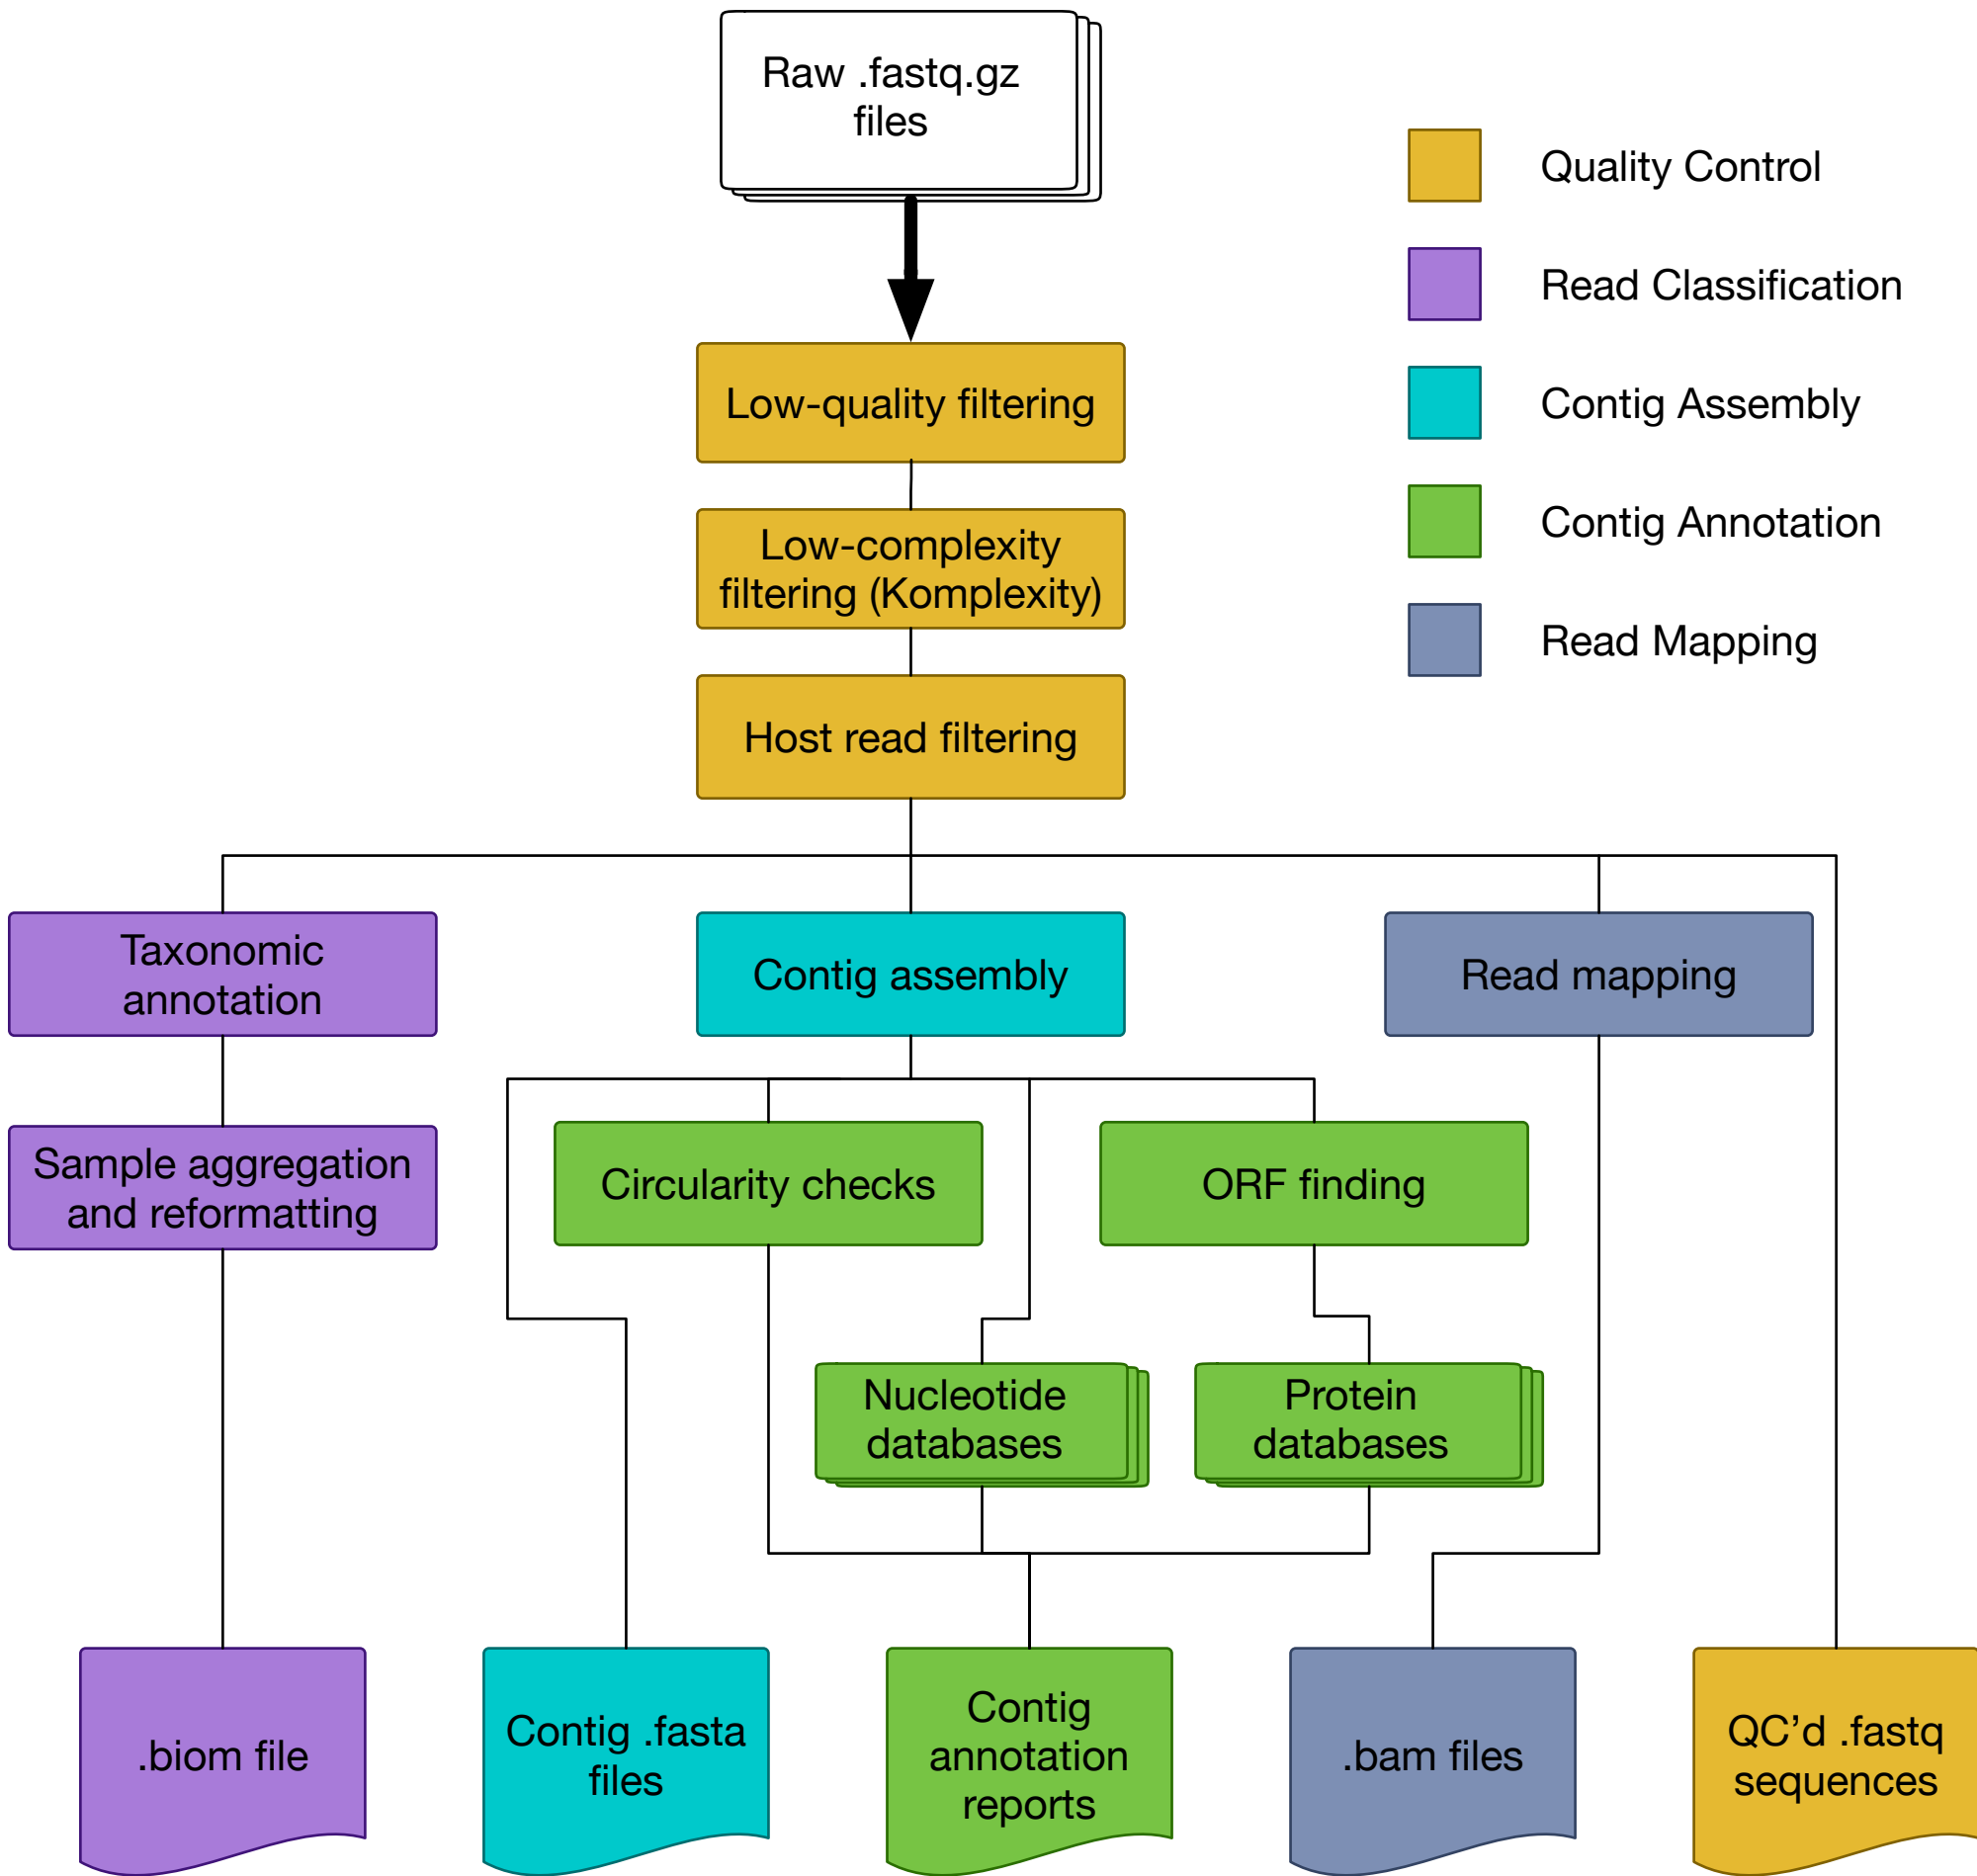 Raw .fastq.gz
files
Quality Control
Read Classification
Contig Assembly
Contig Annotation
Read Mapping
Low-quality filtering
Low-complexity
filtering (Komplexity)
Host read filtering
Taxonomic
annotation
Contig assembly
Read mapping
Sample aggregation
and reformatting
Circularity checks
ORF finding
Nucleotide
databases
Protein
databases
.biom file
Contig .fasta
files
Contig
annotation
reports
.bam files
QC’d .fastq
sequences